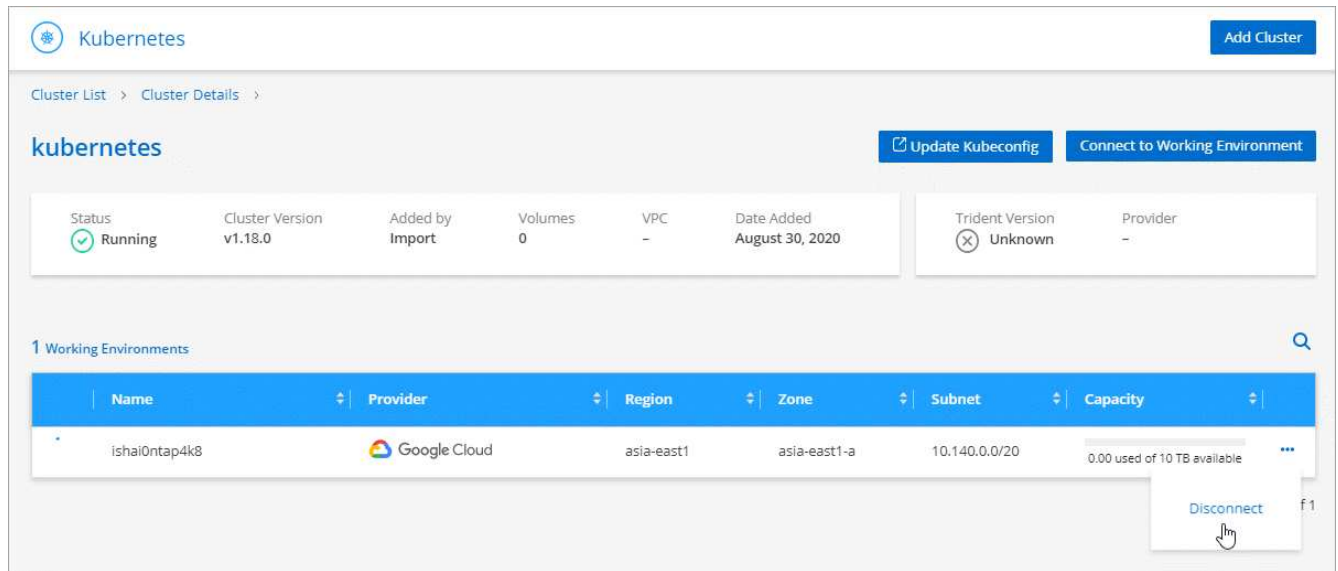 Kubernetes
Add Cluster
Cluster List > Cluster Details >
kubernetes
Update Kubeconfig
Connect to Working Environment
Status Cluster Version Added by Volumes VPC Date Added Trident Version Provider
Running v1.18.0 Import 0 – August 30, 2020 Unknown –
1 Working Environments
Name Provider Region Zone Subnet Capacity
ishai0ntap4k8 Google Cloud asia-east1 asia-east1-a 10.140.0.0/20 0.00 used of 10 TB available
Disconnect
f 1